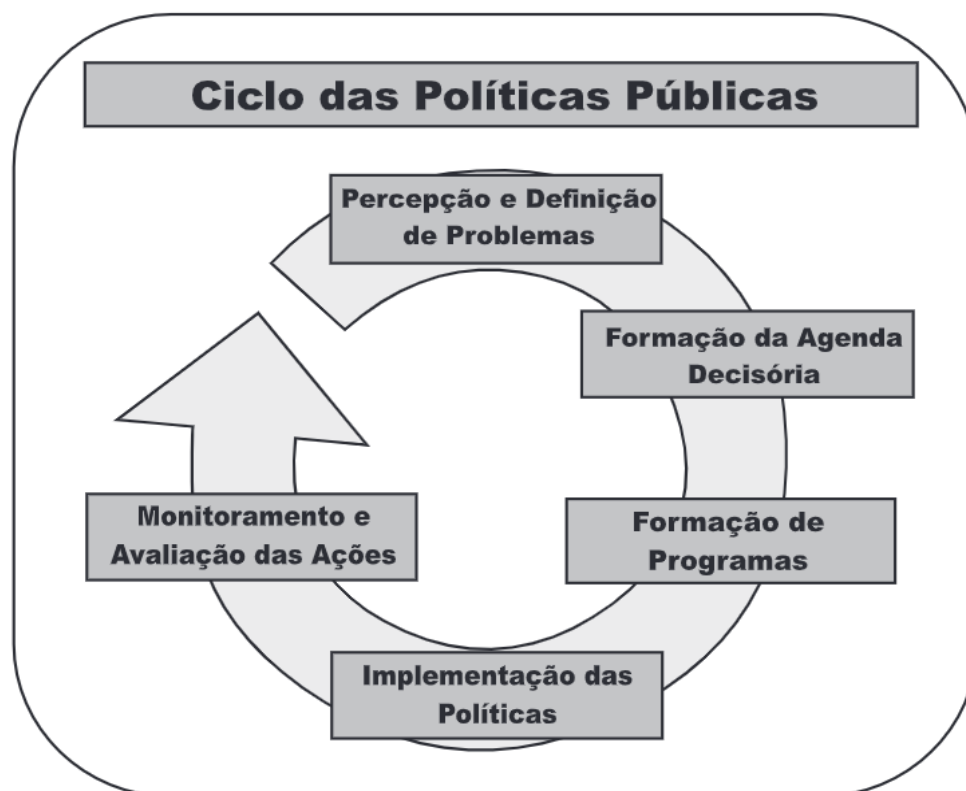 Ciclo das Políticas Públicas
Percepção e Definição
de Problemas
Formação da Agenda
Decisória
Formação de
Programas
Implementação das
Políticas
Monitoramento e
Avaliação das Ações